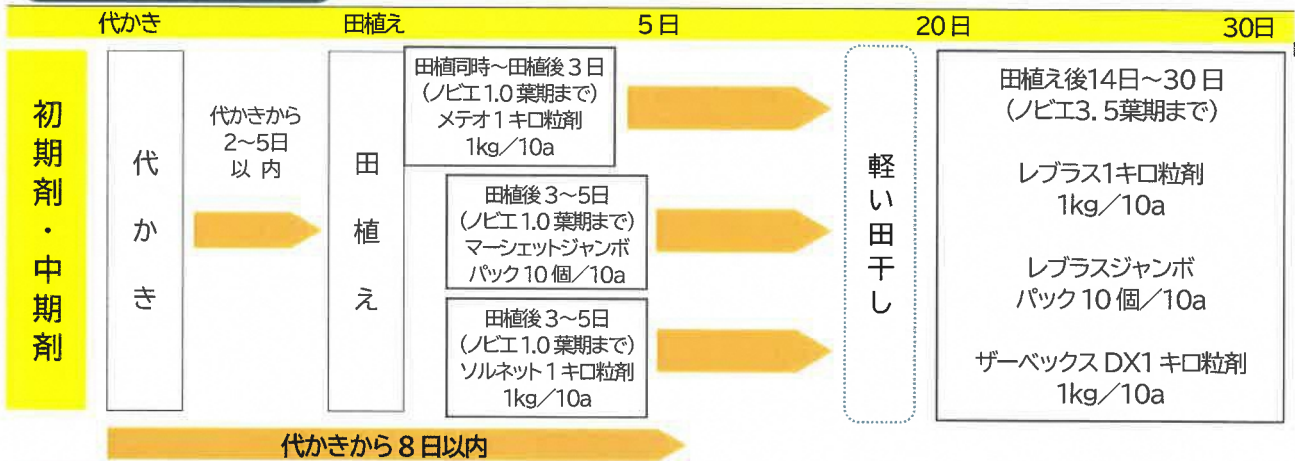 代かき 田植え 5日 20日 30日
初期剤・中期剤
代かき
代かきから
2～5日
以 内
田植え
田植同時～田植後3日
(ノビエ1.0葉期まで)
メテオ1キロ粒剤
1kg／10a
田植後3～5日
(ノビエ1.0葉期まで)
マーシェットジャンボ
パック10個／10a
田植後3～5日
(ノビエ1.0葉期まで)
ソルネット1キロ粒剤
1kg／10a
軽い田干し
田植え後14日～30日
(ノビエ3.5葉期まで)
レブラス1キロ粒剤
1kg／10a
レブラスジャンボ
パック10個／10a
ザーベックスDX1キロ粒剤
1kg／10a
代かきから8日以内